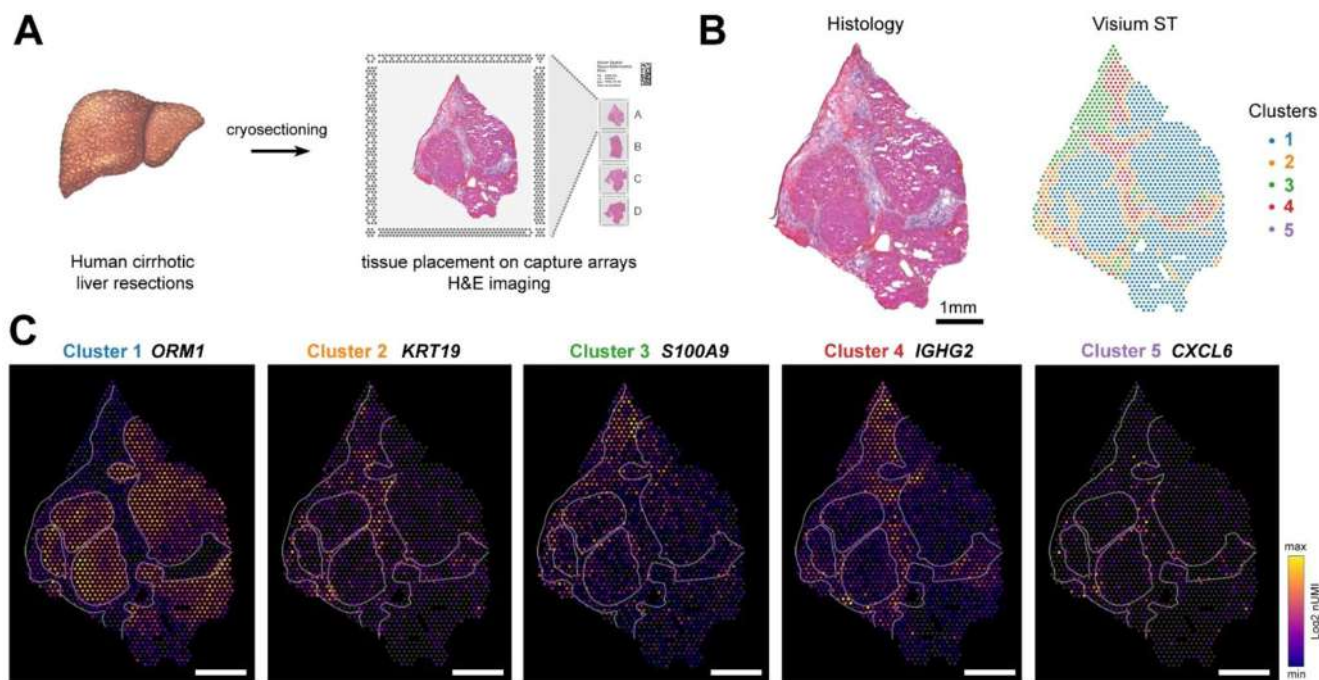 A
cryosectioning
Human cirrhotic
liver resections
A
B
C
D
tissue placement on capture arrays
H&E imaging
B
Histology
Visium ST
1mm
Clusters
1
2
3
4
5
C
Cluster 1 ORM1
Cluster 2 KRT19
Cluster 3 S100A9
Cluster 4 IGHG2
Cluster 5 CXCL6
max
Log2 nUMI
min